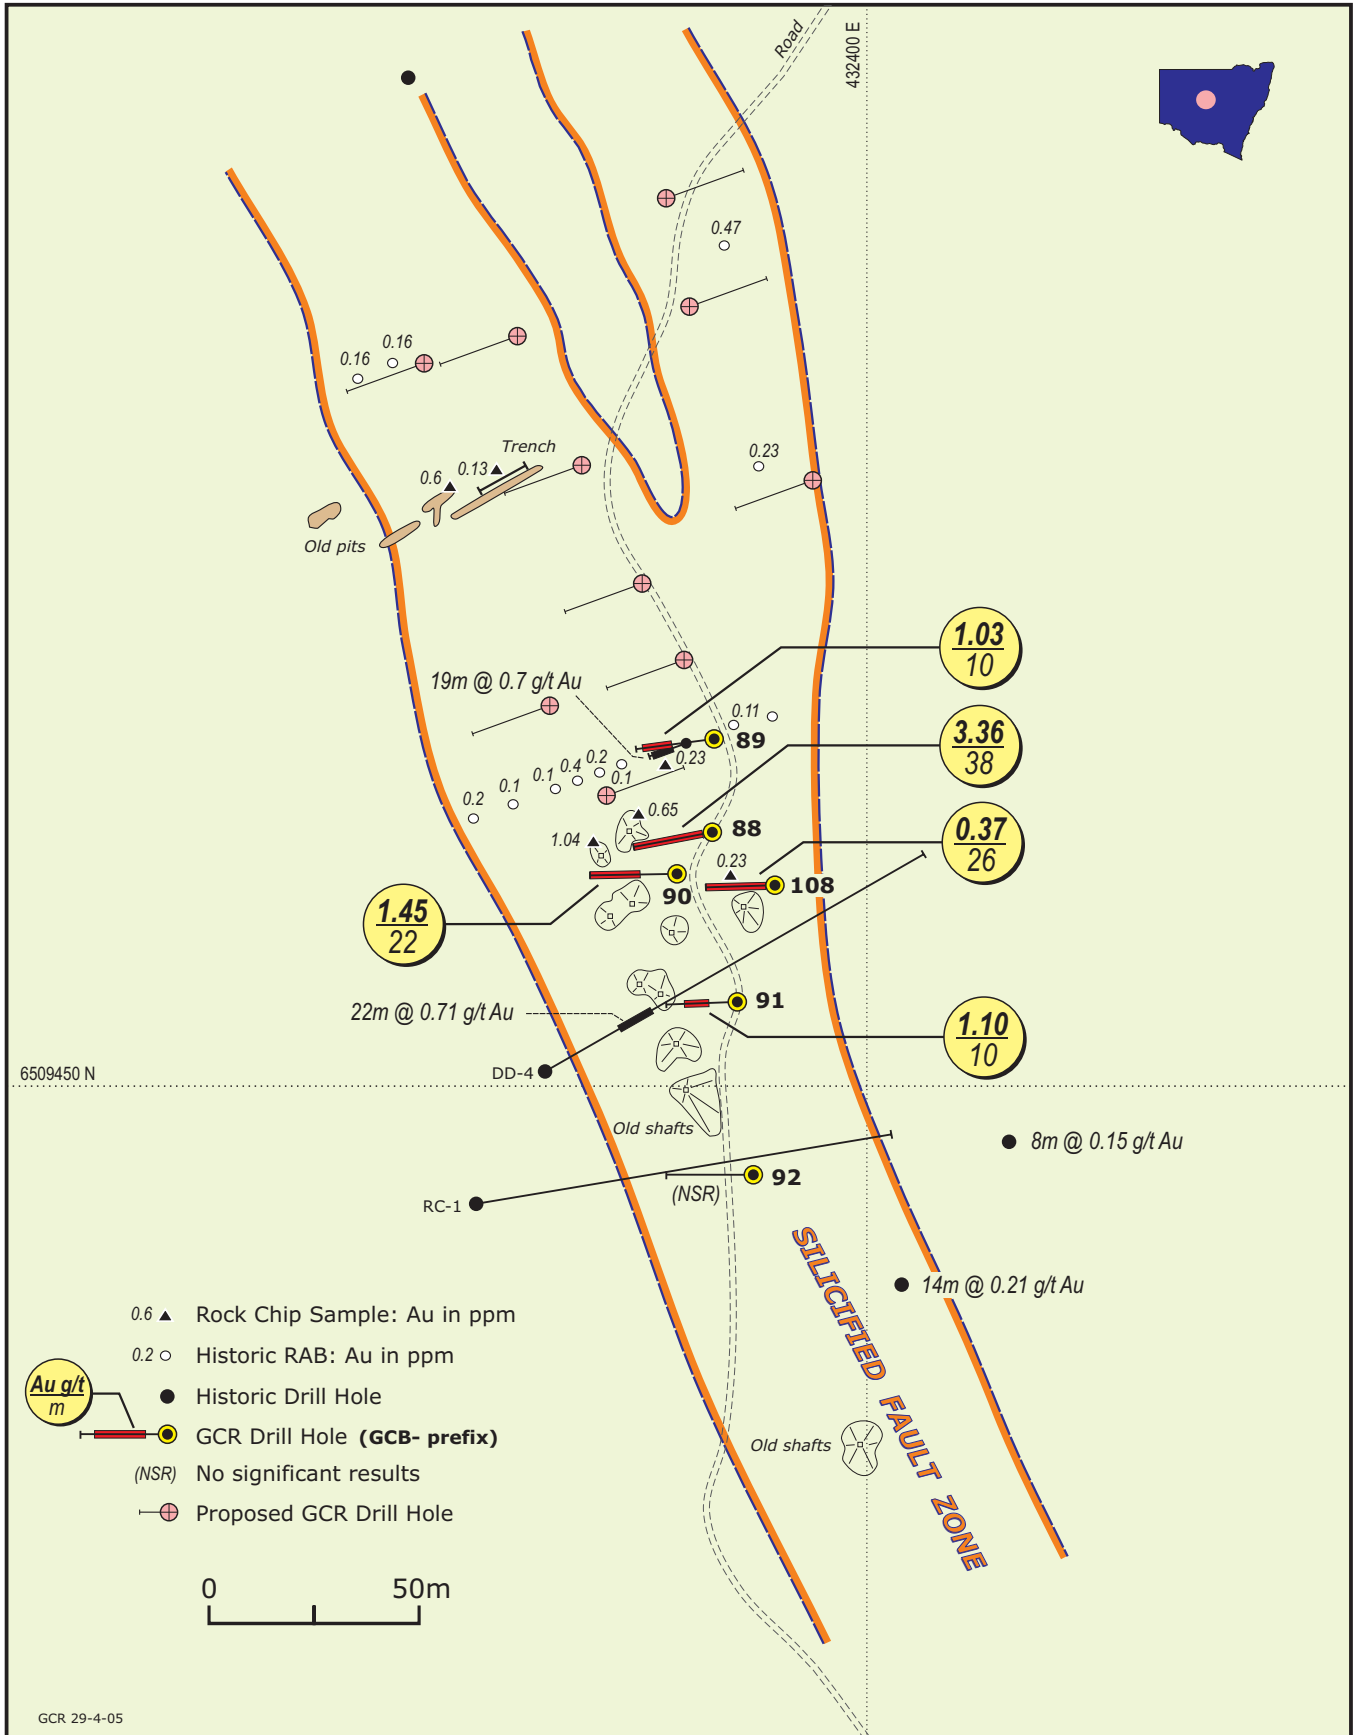 Road
432400 E
0.47
0.16
0.16
Trench
0.6
0.13
0.23
Old pits
1.03
10
19m @ 0.7 g/t Au
0.11
89
3.36
38
0.23
0.2
0.4
0.1
0.1
0.1
0.2
0.65
88
1.04
0.37
26
0.23
108
90
1.45
22
91
22m @ 0.71 g/t Au
1.10
10
6509450 N
DD-4
Old shafts
8m @ 0.15 g/t Au
92
(NSR)
RC-1
SILICIFIED FAULT ZONE
14m @ 0.21 g/t Au
0.6 Rock Chip Sample: Au in ppm
0.2 Historic RAB: Au in ppm
Au g/t
m
Historic Drill Hole
GCR Drill Hole (GCB- prefix)
(NSR) No significant results
Proposed GCR Drill Hole
Old shafts
0 50m
GCR 29-4-05